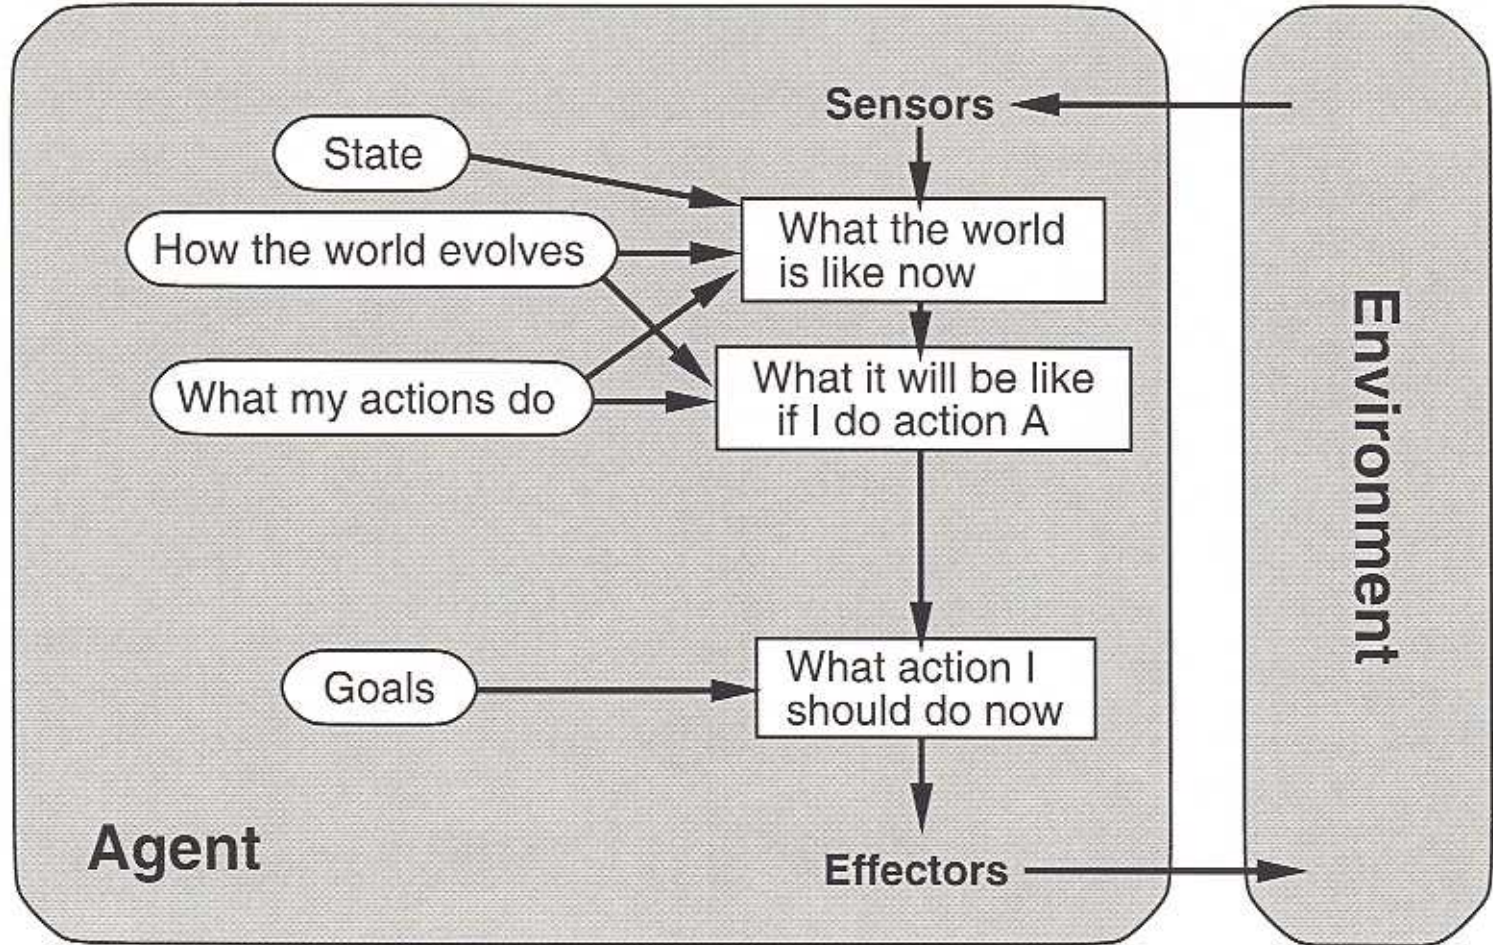 Sensors
State
What the world
is like now
How the world evolves
What it will be like
if I do action A
What my actions do
Environment
Goals
What action I
should do now
Agent
Effectors